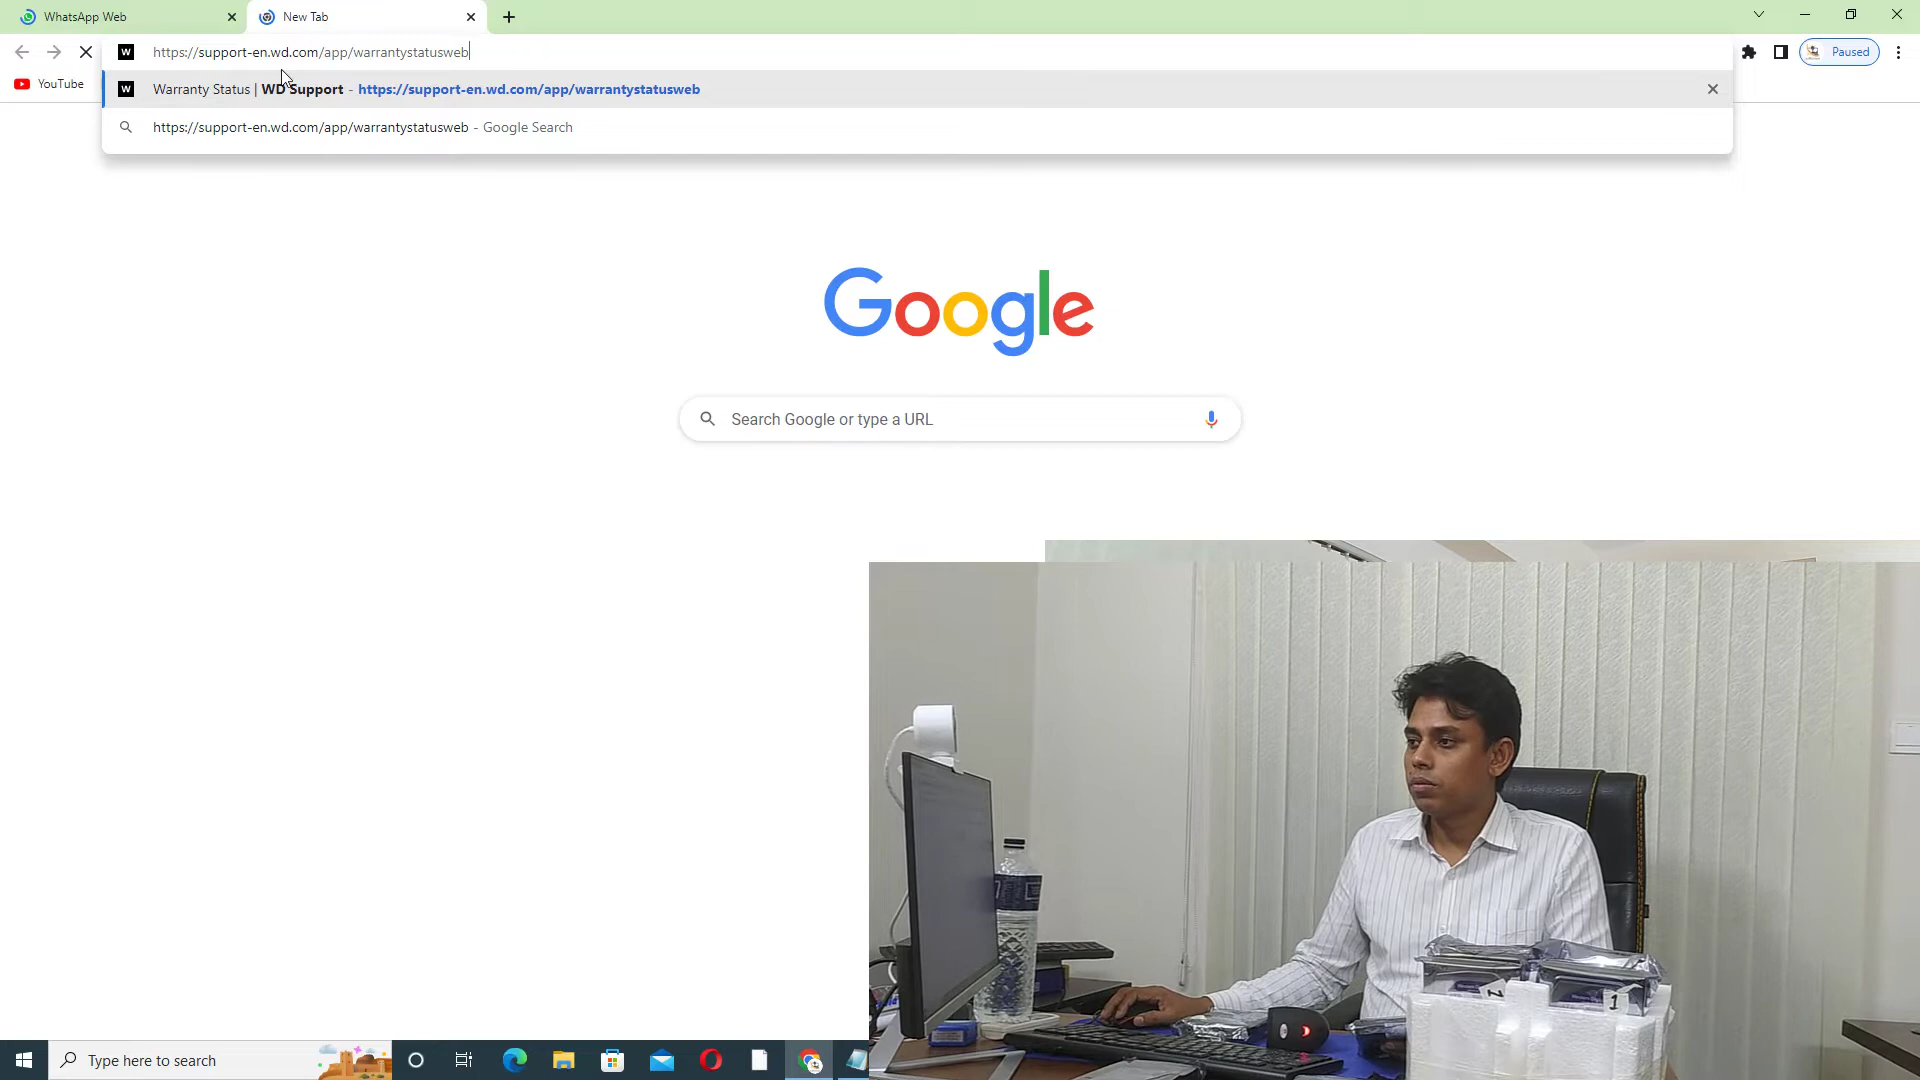 WhatsApp Web
New Tab
https://support-en.wd.com/app/warrantystatusweb
Paused
YouTube
Warranty Status | WD Support - https://support-en.wd.com/app/warrantystatusweb
https://support-en.wd.com/app/warrantystatusweb - Google Search
Google
Search Google or type a URL
1
1
Type here to search